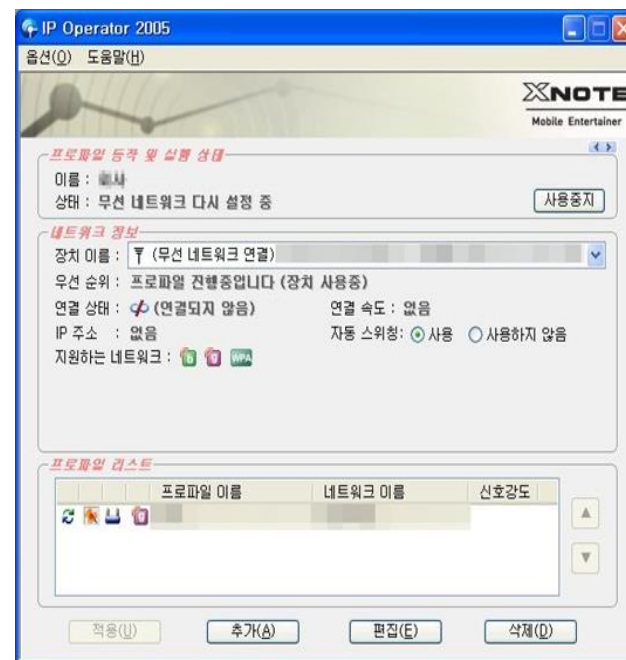 IP Operator 2005
옵션(O) 도움말(H)
XNOTE
Mobile Entertainer
프로파일 동작 및 실행 상태
이름 :
상태 : 무선 네트워크 다시 설정 중
사용중지
네트워크 정보
장치 이름 : (무선 네트워크 연결)
우선 순위 : 프로파일 진행중입니다 (장치 사용중)
연결 상태 : (연결되지 않음) 연결 속도 : 없음
IP 주소 : 없음 자동 스위칭: 사용 사용하지 않음
지원하는 네트워크 : b g WPA
프로파일 리스트
프로파일 이름 네트워크 이름 신호강도
g
적용(U) 추가(A) 편집(E) 삭제(D)